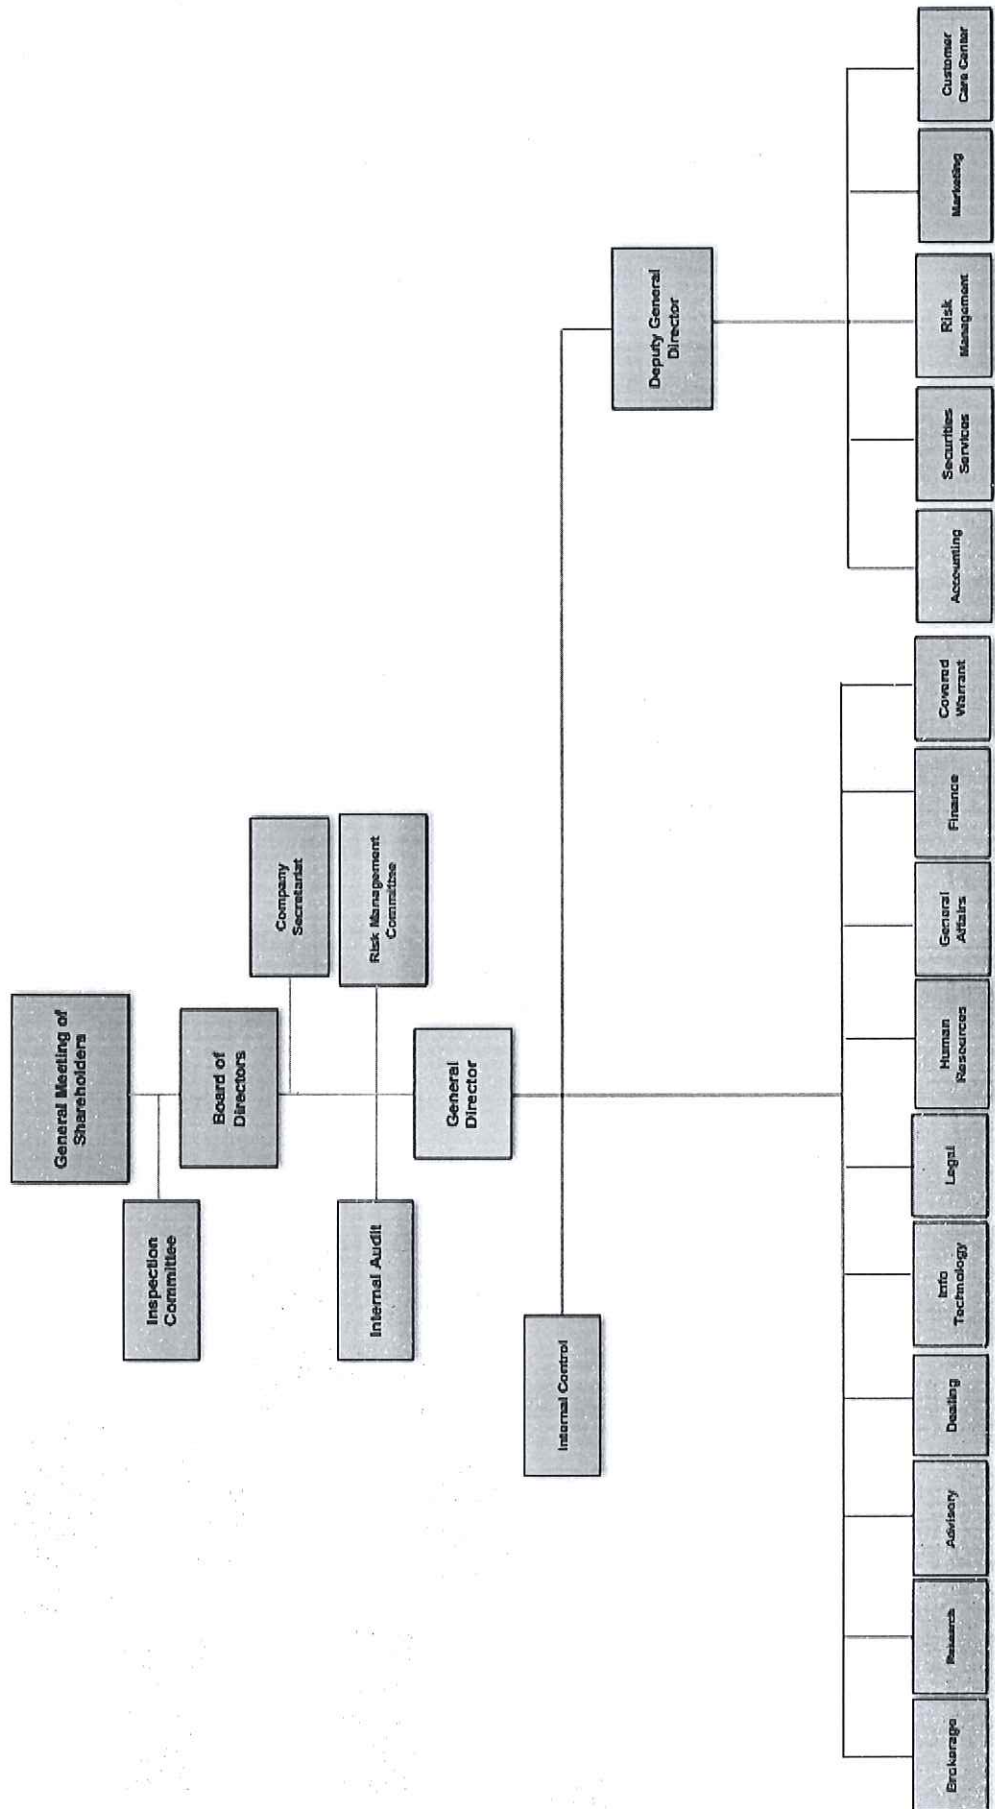 General Meeting of
Shareholders
Inspection
Committee
Board of
Directors
Company
Secretariat
Internal Audit
Risk Management
Committee
General
Director
Internal Control
Deputy General
Director
Brokerage
Research
Advisory
Dealing
Info
Technology
Legal
Human
Resources
General
Affairs
Finance
Covered
Warrant
Accounting
Securities
Services
Risk
Management
Marketing
Customer
Care Center